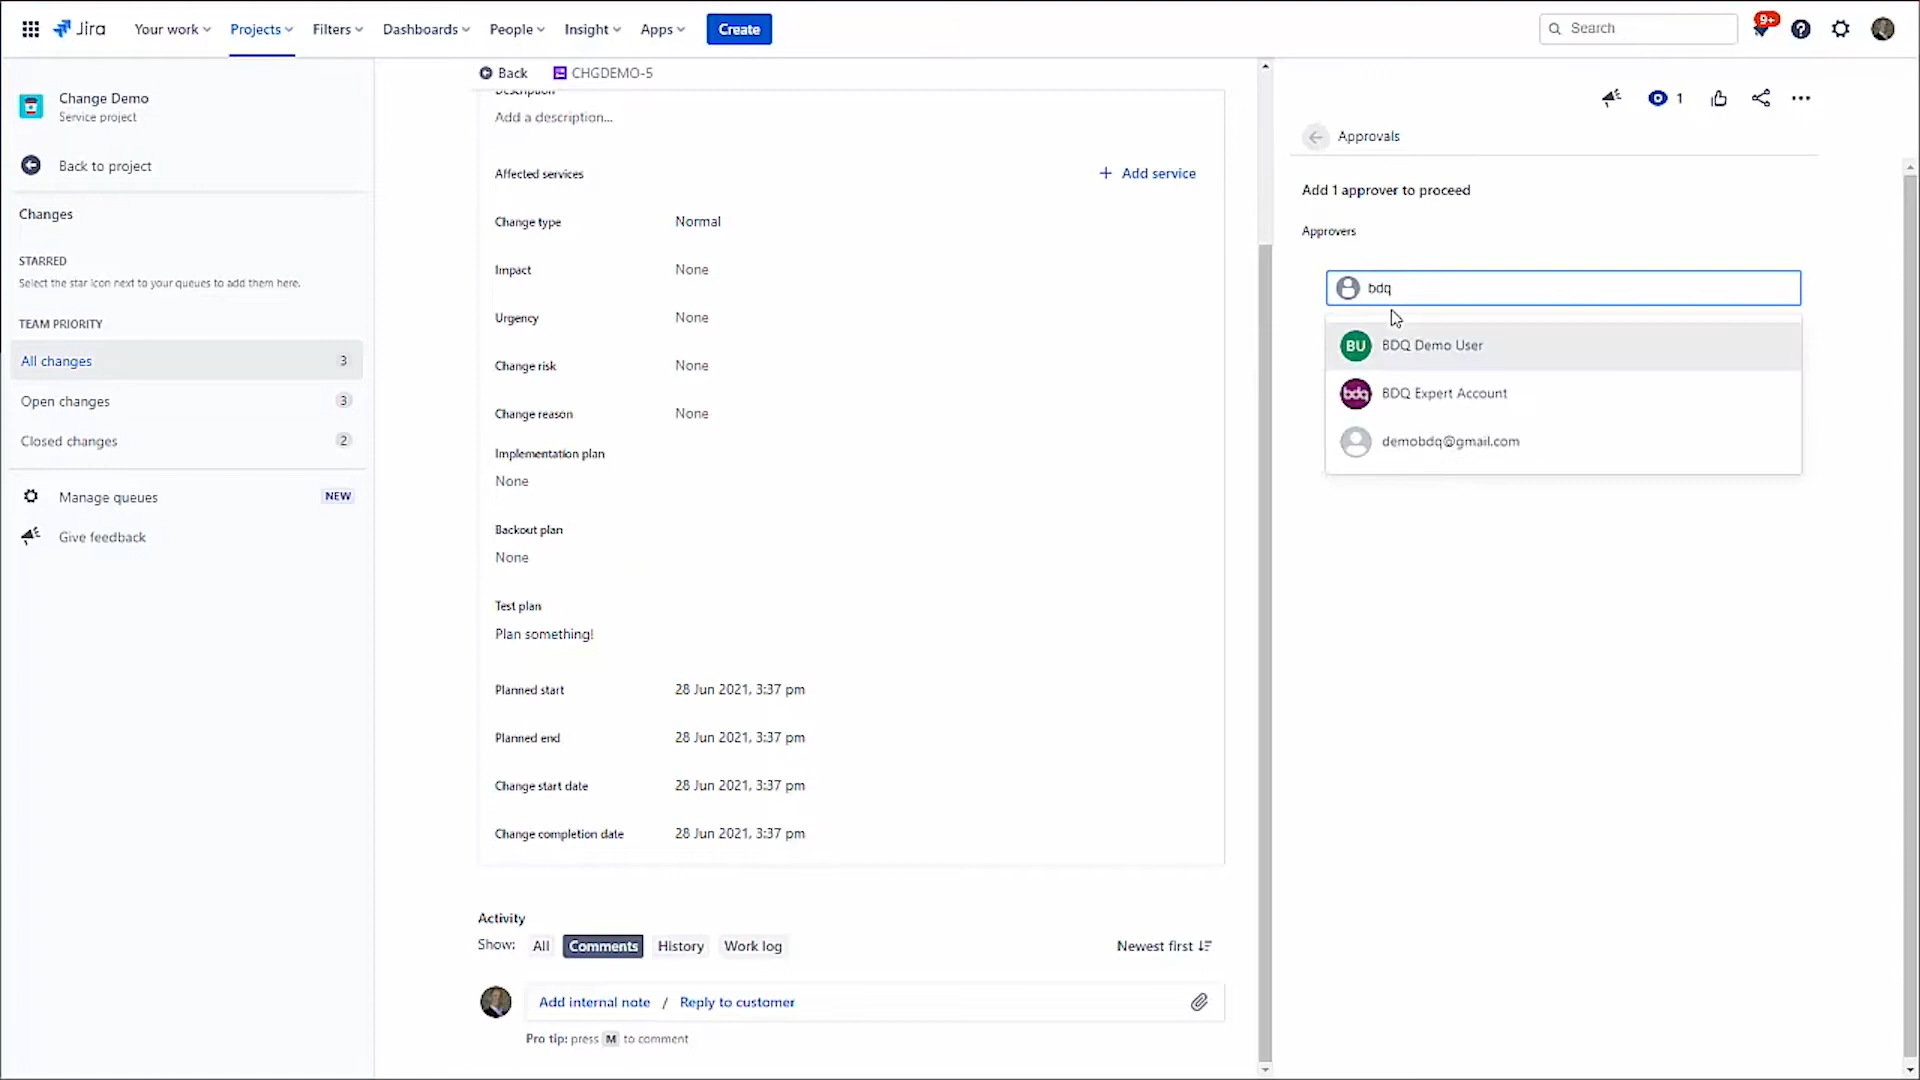 Jira
Your work
Projects
Filters
Dashboards
People
Insight
Apps
Create
Search
9+
Change Demo
Service project
Back to project
Changes
STARRED
Select the star icon next to your queues to add them here.
TEAM PRIORITY
All changes 3
Open changes 3
Closed changes 2
Manage queues NEW
Give feedback
Back CHGDEMO-5
Description
Add a description...
Affected services + Add service
Change type Normal
Impact None
Urgency None
Change risk None
Change reason None
Implementation plan
None
Backout plan
None
Test plan
Plan something!
Planned start 28 Jun 2021, 3:37 pm
Planned end 28 Jun 2021, 3:37 pm
Change start date 28 Jun 2021, 3:37 pm
Change completion date 28 Jun 2021, 3:37 pm
Activity
Show: All Comments History Work log Newest first
Add internal note / Reply to customer
Pro tip: press M to comment
1
Approvals
Add 1 approver to proceed
Approvers
bdq
BU BDQ Demo User
bdq BDQ Expert Account
demobdq@gmail.com